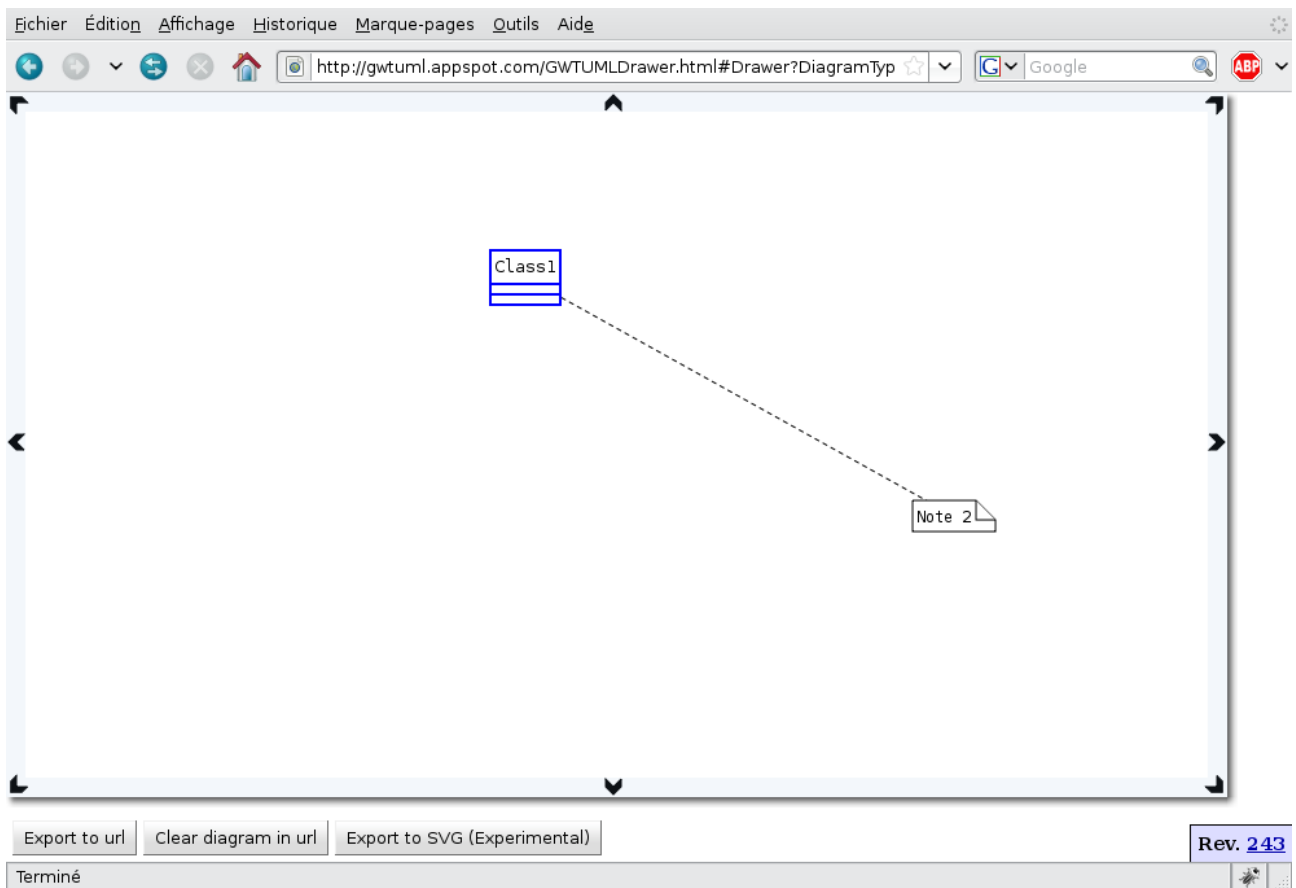 Fichier Édition Affichage Historique Marque-pages Outils Aide
http://gwtuml.appspot.com/GWTUMLDrawer.html#Drawer?DiagramTyp G Google ABP
Class1
Note 2
Export to url Clear diagram in url Export to SVG (Experimental)
Rev. 243
Terminé